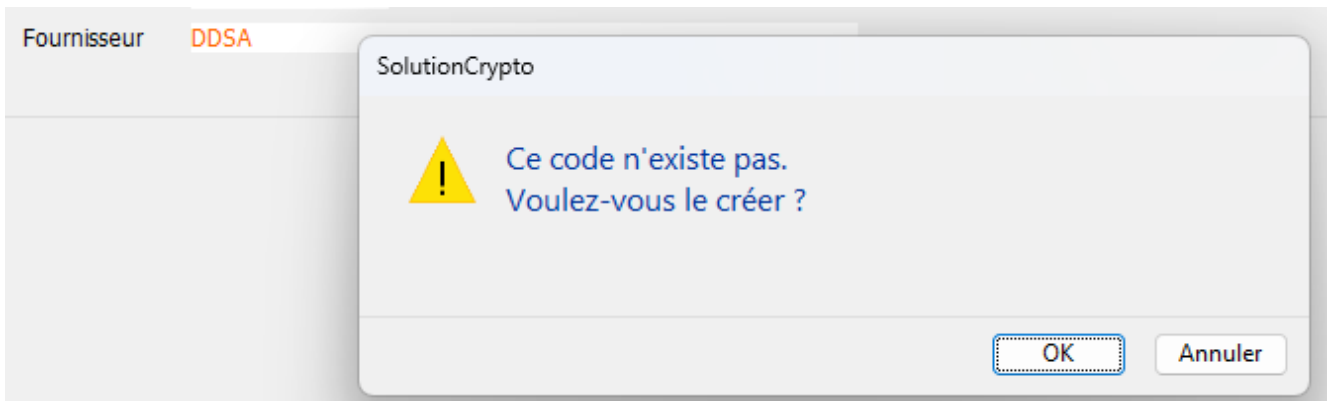 Fournisseur DDSA
SolutionCrypto
!
Ce code n'existe pas.
Voulez-vous le créer ?
OK Annuler